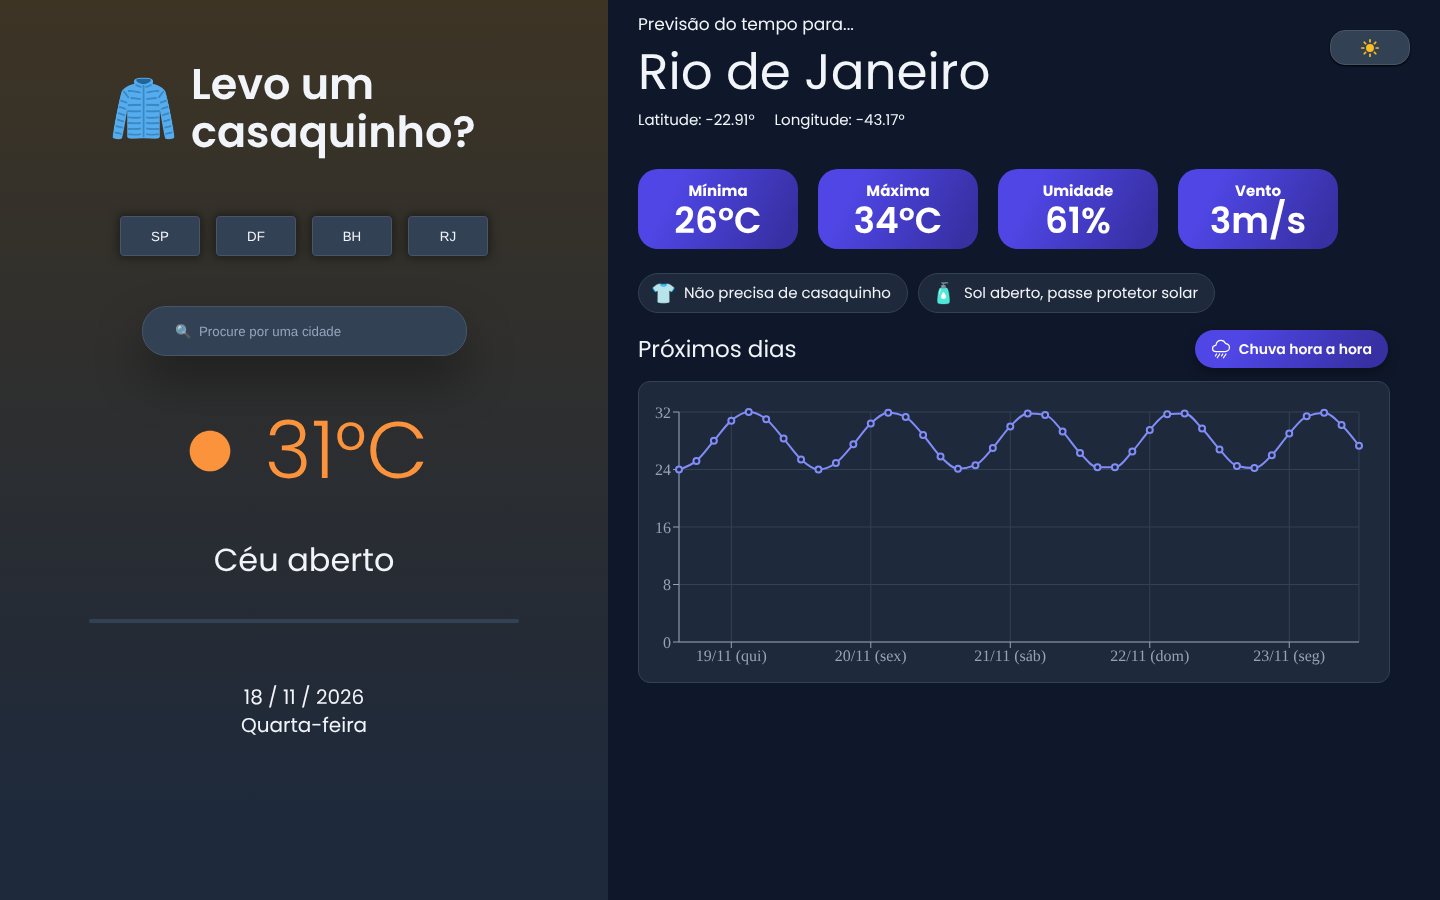 Levo um
casaquinho?
SP
DF
BH
RJ
Procure por uma cidade
31ºC
Céu aberto
18 / 11 / 2026
Quarta-feira
Previsão do tempo para...
Rio de Janeiro
Latitude: -22.91° Longitude: -43.17°
Mínima
26°C
Máxima
34°C
Umidade
61%
Vento
3m/s
Não precisa de casaquinho
Sol aberto, passe protetor solar
Próximos dias
Chuva hora a hora
32
24
16
8
0
19/11 (qui)
20/11 (sex)
21/11 (sáb)
22/11 (dom)
23/11 (seg)